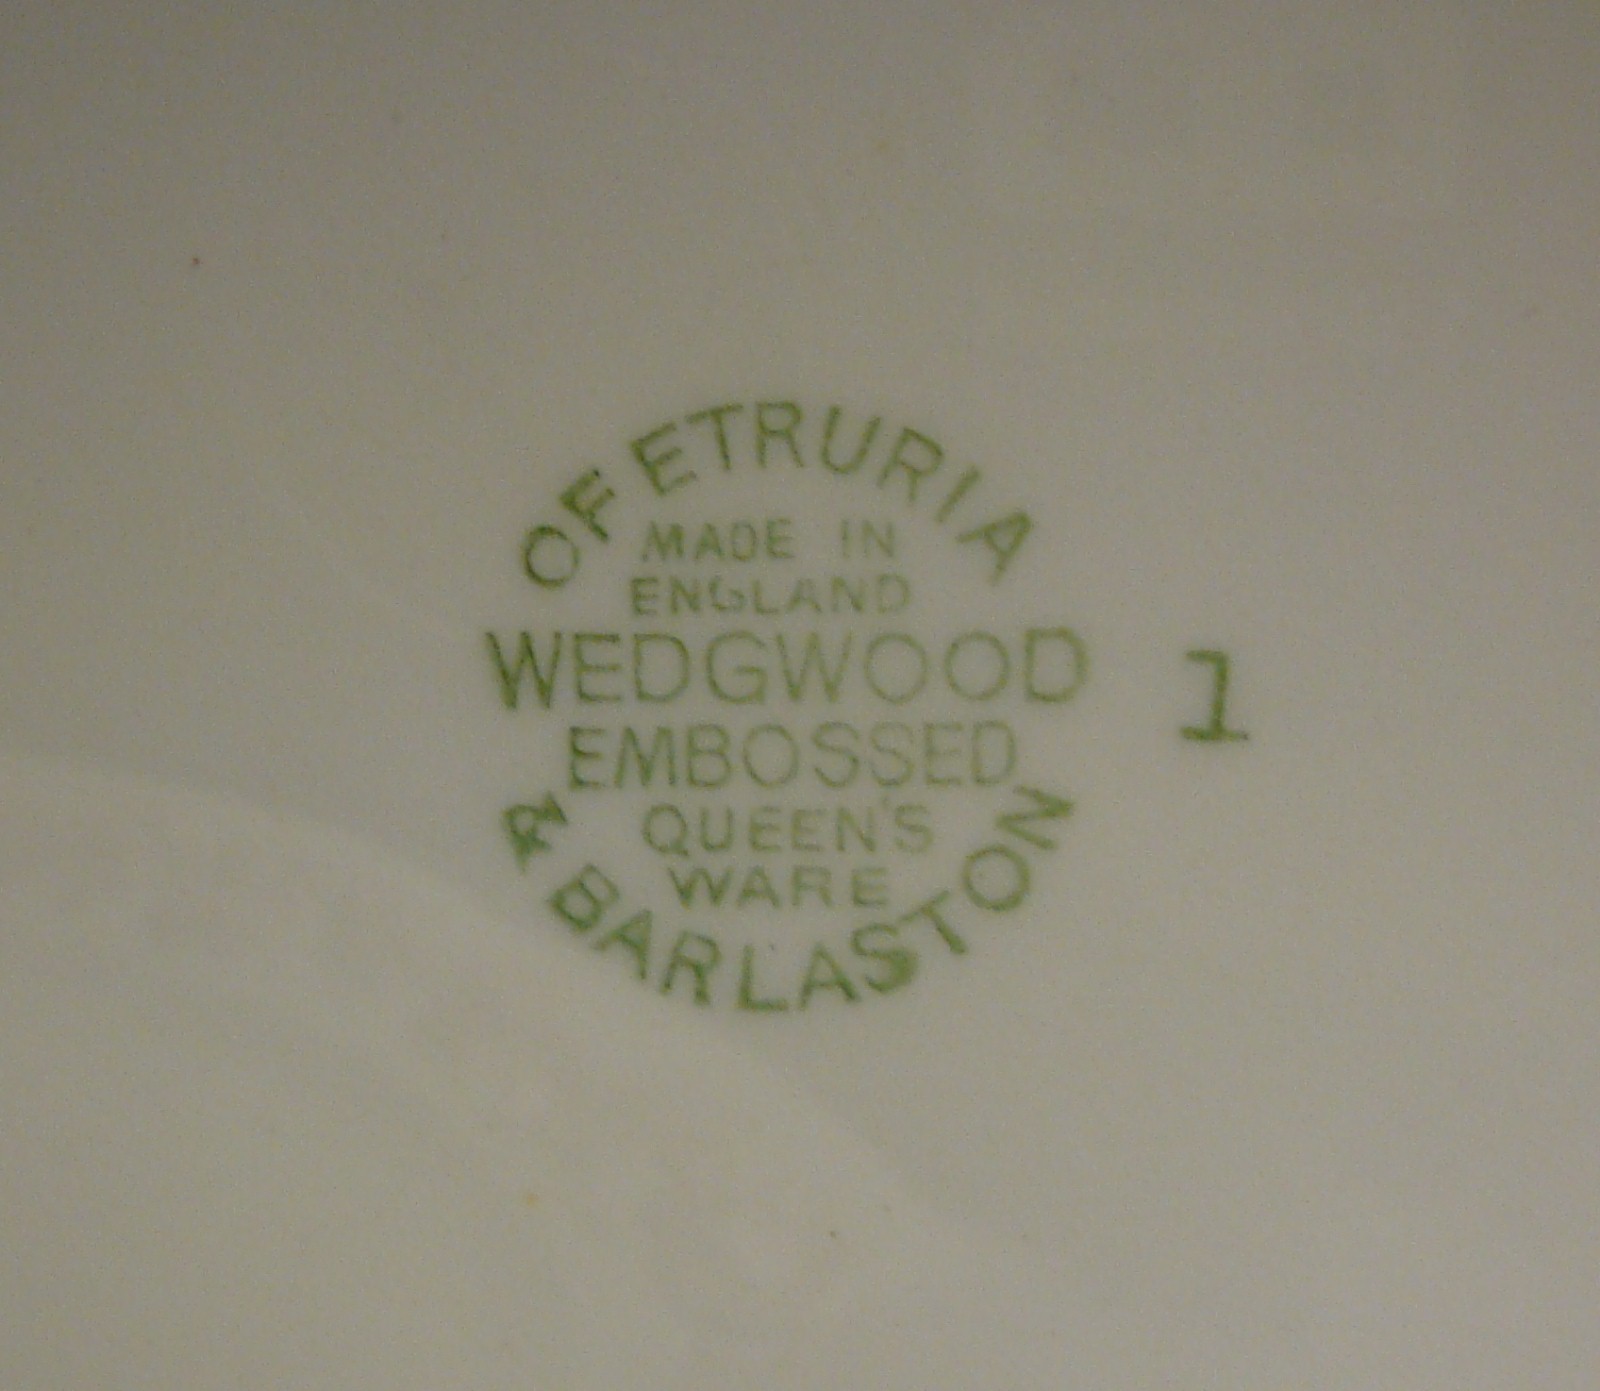 OF ETRURIA
MADE IN
ENGLAND
WEDGWOOD
EMBOSSED
QUEEN'S
WARE
& BARLASTON
1